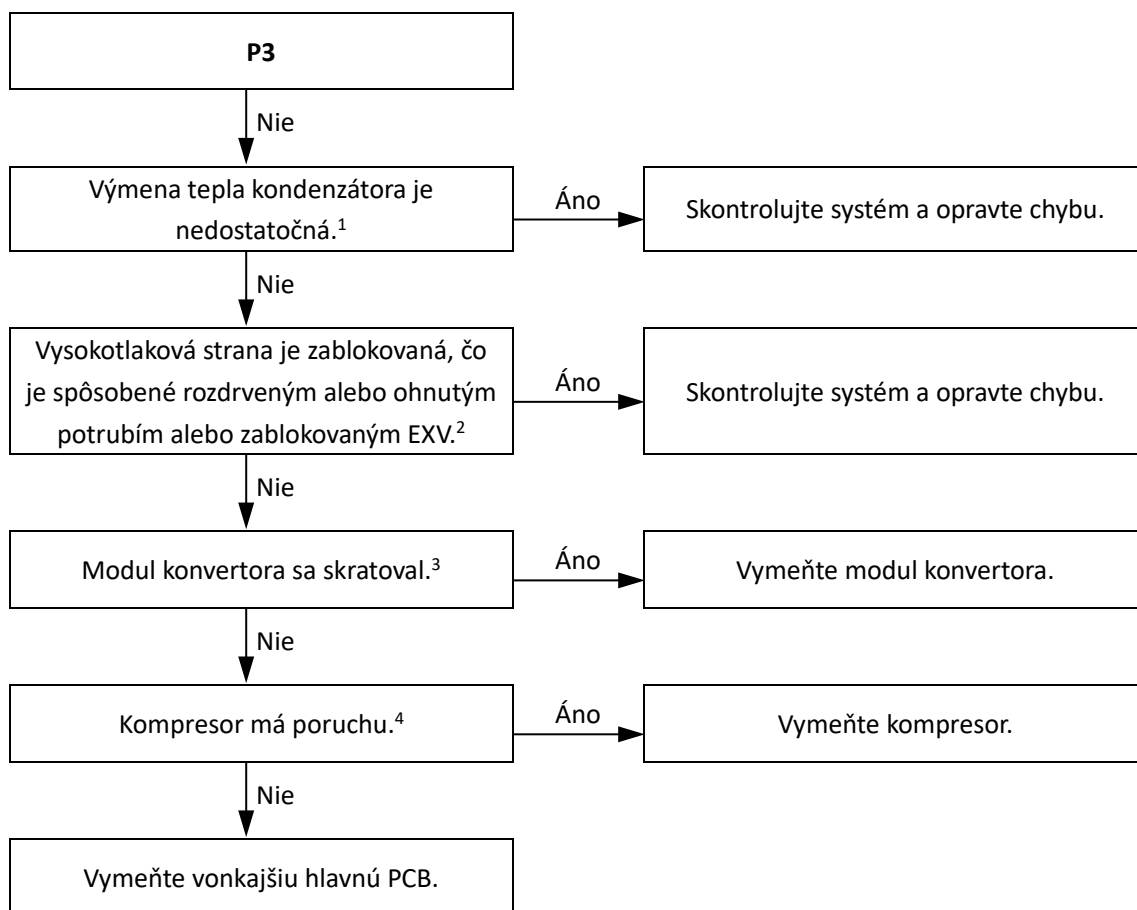 P3
Nie
Výmena tepla kondenzátora je
nedostatočná.¹
Áno
Skontrolujte systém a opravte chybu.
Nie
Vysokotlaková strana je zablokovaná, čo
je spôsobené rozdrveným alebo ohnutým
potrubím alebo zablokovaným EXV.²
Áno
Skontrolujte systém a opravte chybu.
Nie
Modul konvertora sa skratoval.³
Áno
Vymeňte modul konvertora.
Nie
Kompresor má poruchu.⁴
Áno
Vymeňte kompresor.
Nie
Vymeňte vonkajšiu hlavnú PCB.